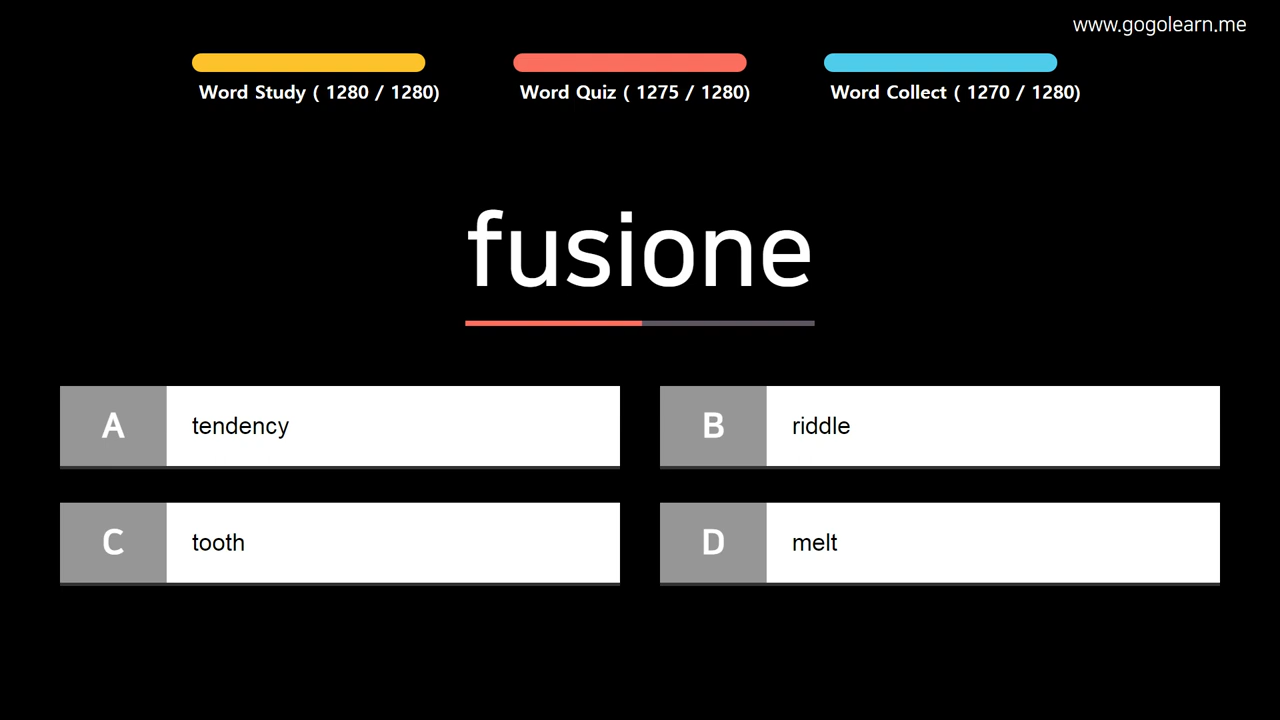 www.gogolearn.me
Word Study ( 1280 / 1280)
Word Quiz ( 1275 / 1280)
Word Collect ( 1270 / 1280)
fusione
A tendency
B riddle
C tooth
D melt